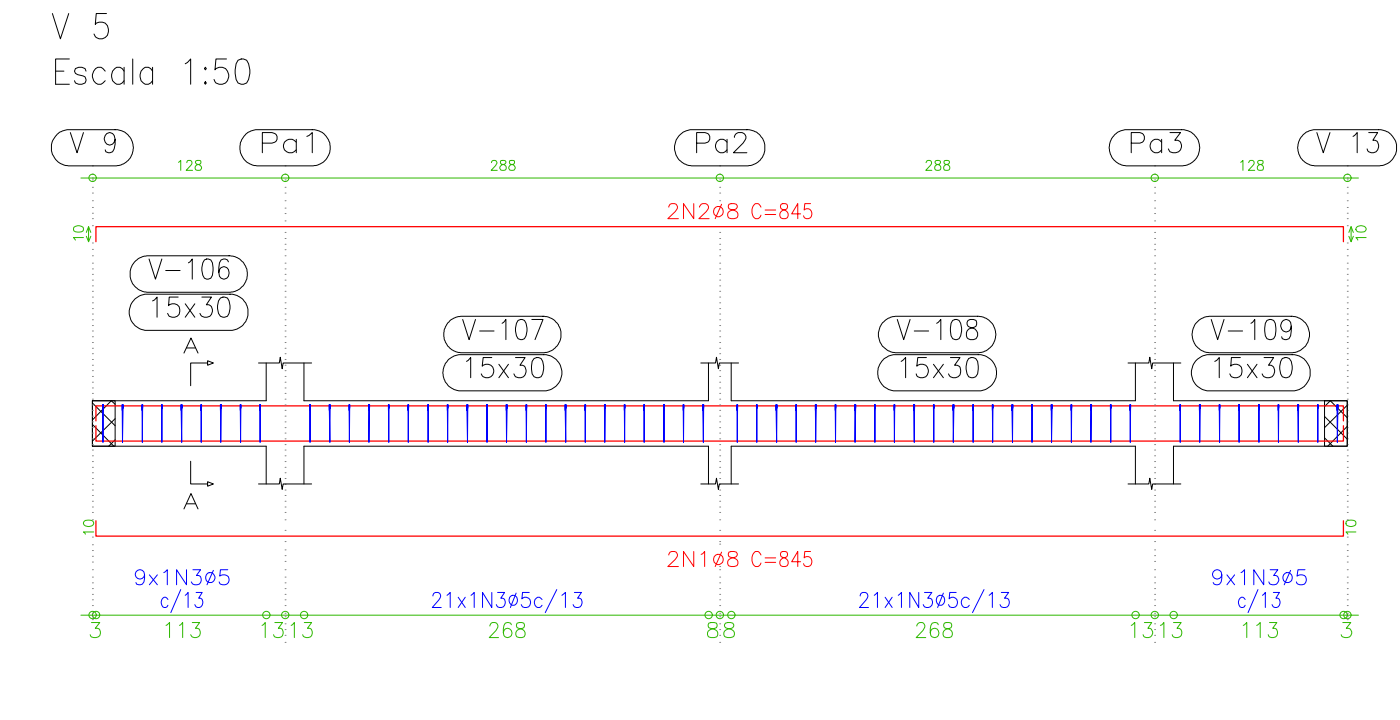 V 5
Escala 1:50
V 9 Pa1 Pa2 Pa3 V 13
128 288 288 128
2N2ø8 C=845
10 10
V-106
15x30
V-107 V-108 V-109
15x30 15x30 15x30
A
A
10 10
2N1ø8 C=845
9x1N3ø5 9x1N3ø5
c/13 21x1N3ø5c/13 21x1N3ø5c/13 c/13
3 113 13 13 268 8 8 268 13 13 113 3